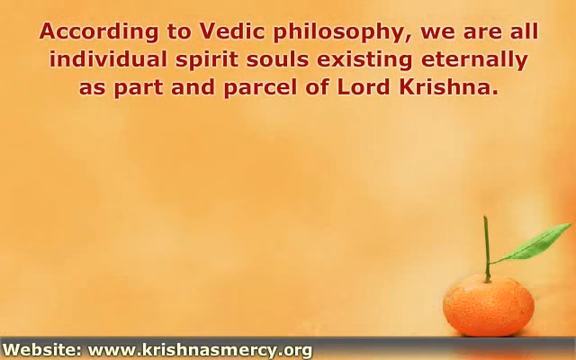 According to Vedic philosophy, we are all
individual spirit souls existing eternally
as part and parcel of Lord Krishna.
Website: www.krishnasmercy.org